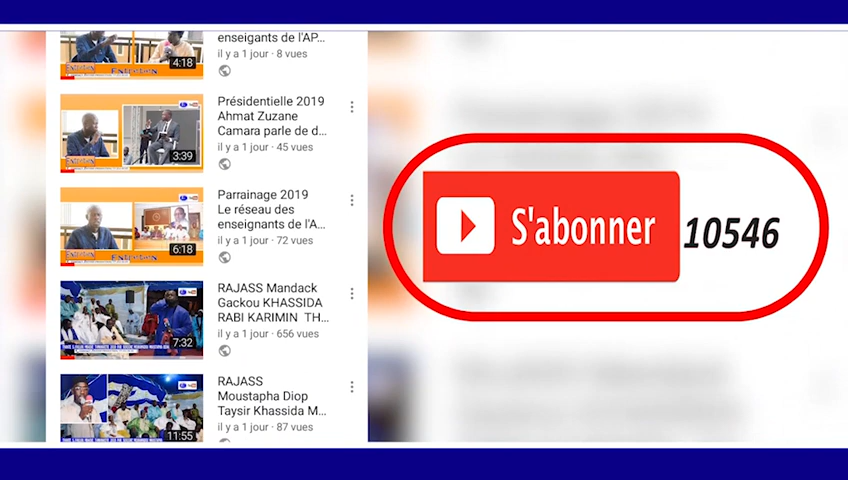 enseigants de l'AP...
il y a 1 jour · 8 vues
4:18
Présidentielle 2019
Ahmat Zuzane
Camara parle de d...
il y a 1 jour · 45 vues
3:39
Parrainage 2019
Le réseau des
enseignants de l'A...
il y a 1 jour · 72 vues
6:18
RAJASS Mandack
Gackou KHASSIDA
RABI KARIMIN TH...
il y a 1 jour · 656 vues
7:32
RAJASS
Moustapha Diop
Taysir Khassida M...
il y a 1 jour · 87 vues
11:55
S'abonner
10546